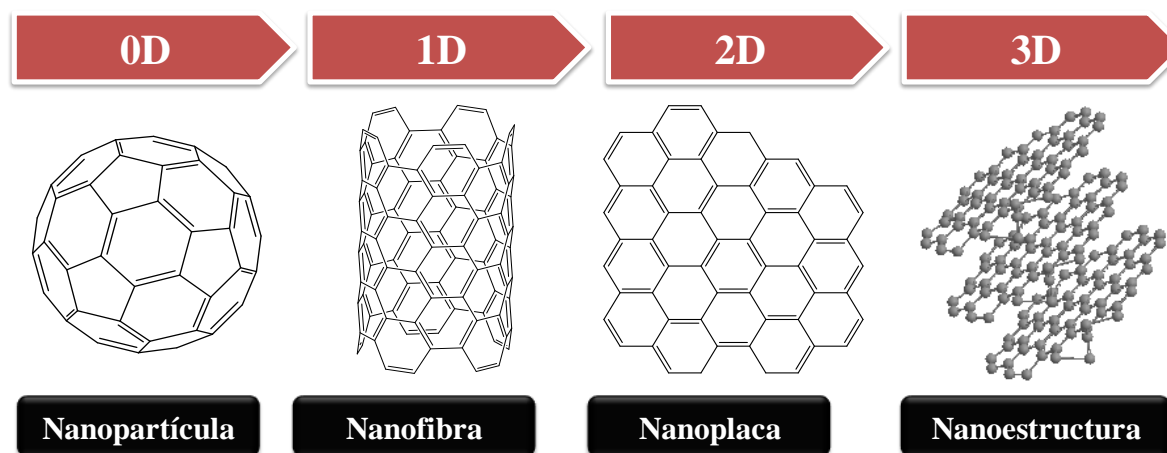 0D
1D
2D
3D
Nanopartícula
Nanofibra
Nanoplaca
Nanoestructura